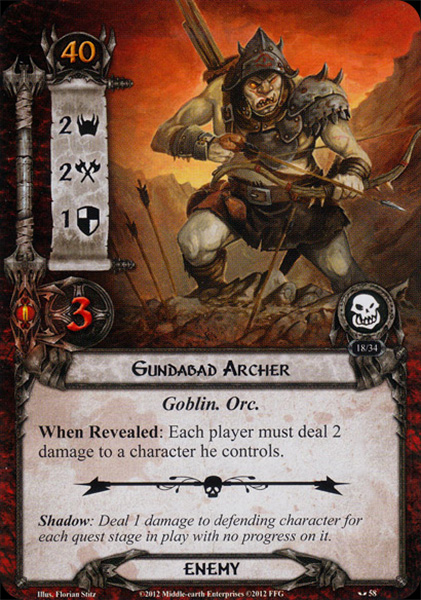 40
2
2
1
3
18/34
Gundabad Archer
Goblin. Orc.
When Revealed: Each player must deal 2
damage to a character he controls.
Shadow: Deal 1 damage to defending character for
each quest stage in play with no progress on it.
Enemy
Illus. Florian Stitz ©2012 Middle-earth Enterprises ©2012 FFG 58